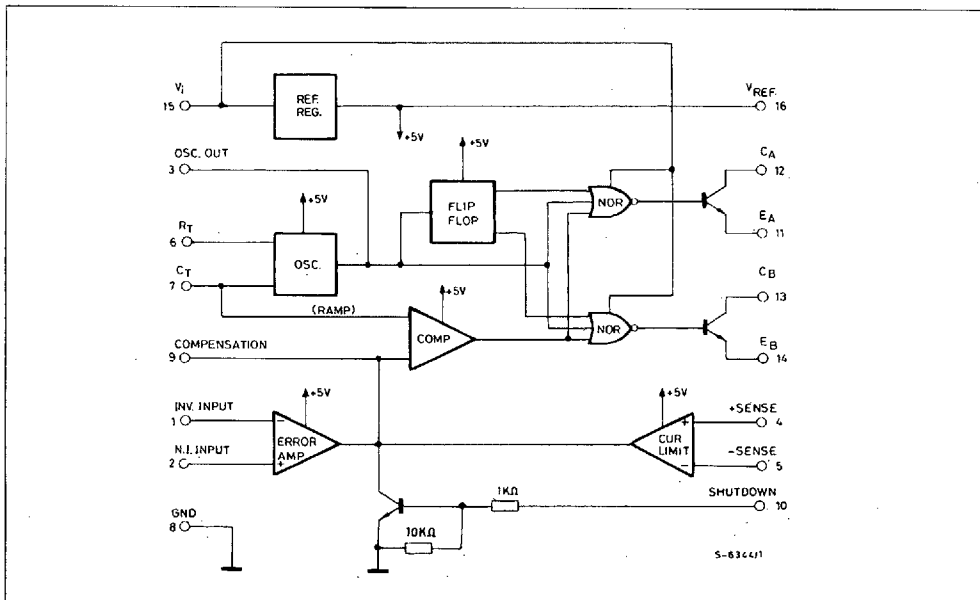 Vi
15
REF.
REG.
VREF.
16
+5V
OSC. OUT
3
+5V
CA
12
FLIP
FLOP
NOR
+5V
RT
6
EA
11
OSC.
CT
7
CB
13
(RAMP)
+5V
COMP
NOR
COMPENSATION
9
EB
14
+5V
+5V
INV. INPUT
1
-
ERROR
AMP.
+
+SENSE
4
+
CUR
LIMIT
-
N.I. INPUT
2
-SENSE
5
1KΩ
SHUTDOWN
10
GND
8
10KΩ
S-6344/1